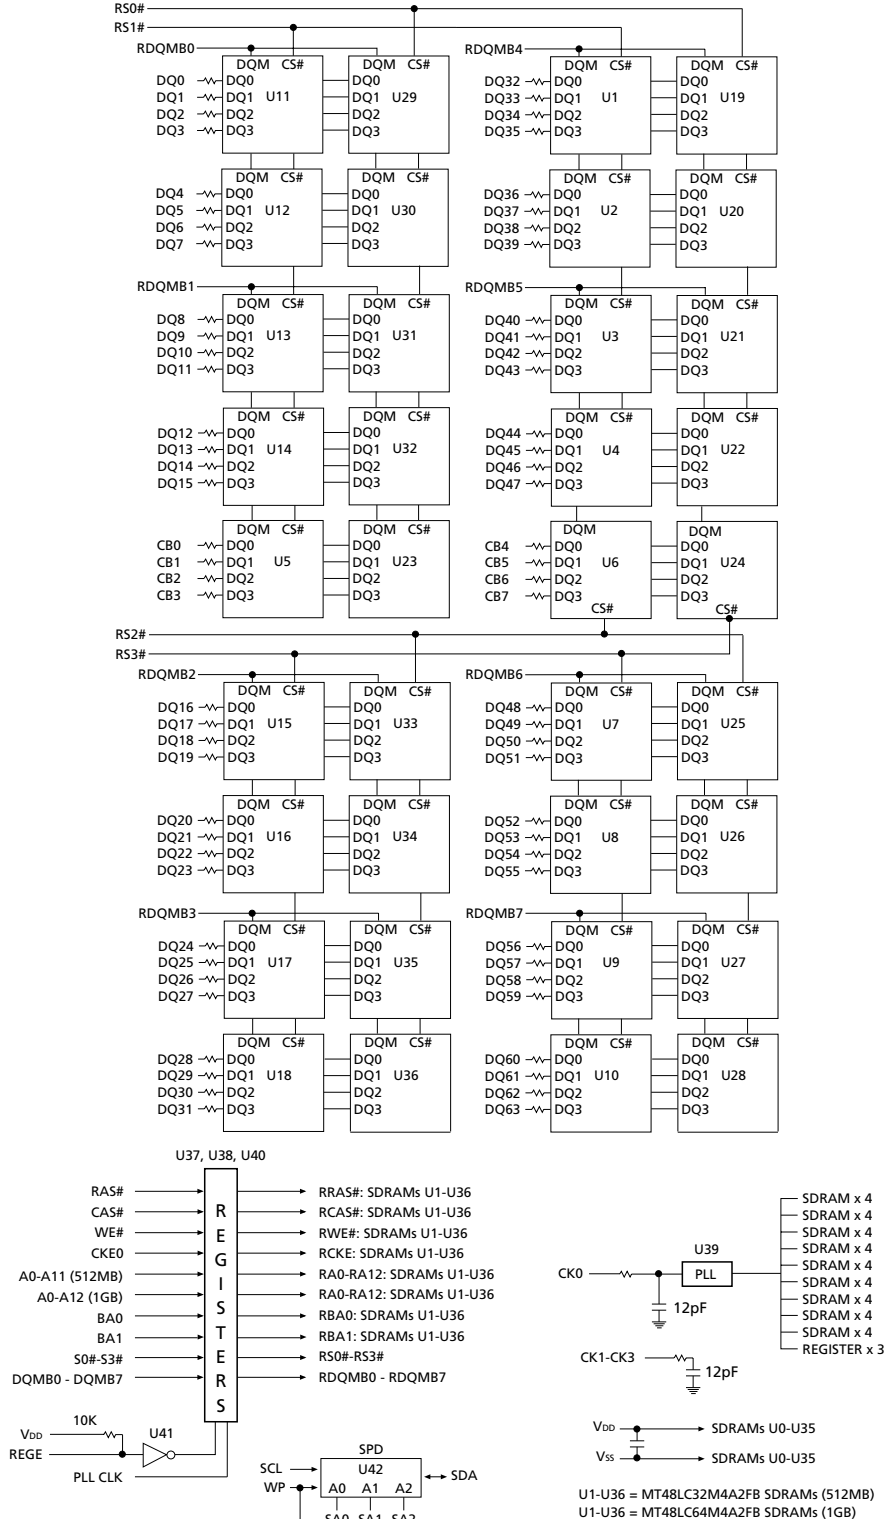 RS0#
RS1#
RDQMB0 RDQMB4
DQM CS# DQM CS# DQM CS# DQM CS#
DQ0 DQ0 DQ0 DQ32 DQ0 DQ0
DQ1 DQ1 U11 DQ1 U29 DQ33 DQ1 U1 DQ1 U19
DQ2 DQ2 DQ2 DQ34 DQ2 DQ2
DQ3 DQ3 DQ3 DQ35 DQ3 DQ3
DQM CS# DQM CS# DQM CS# DQM CS#
DQ4 DQ0 DQ0 DQ36 DQ0 DQ0
DQ5 DQ1 U12 DQ1 U30 DQ37 DQ1 U2 DQ1 U20
DQ6 DQ2 DQ2 DQ38 DQ2 DQ2
DQ7 DQ3 DQ3 DQ39 DQ3 DQ3
RDQMB1 RDQMB5
DQM CS# DQM CS# DQM CS# DQM CS#
DQ8 DQ0 DQ0 DQ40 DQ0 DQ0
DQ9 DQ1 U13 DQ1 U31 DQ41 DQ1 U3 DQ1 U21
DQ10 DQ2 DQ2 DQ42 DQ2 DQ2
DQ11 DQ3 DQ3 DQ43 DQ3 DQ3
DQM CS# DQM CS# DQM CS# DQM CS#
DQ12 DQ0 DQ0 DQ44 DQ0 DQ0
DQ13 DQ1 U14 DQ1 U32 DQ45 DQ1 U4 DQ1 U22
DQ14 DQ2 DQ2 DQ46 DQ2 DQ2
DQ15 DQ3 DQ3 DQ47 DQ3 DQ3
DQM CS# DQM CS# DQM DQM
CB0 DQ0 DQ0 CB4 DQ0 DQ0
CB1 DQ1 U5 DQ1 U23 CB5 DQ1 U6 DQ1 U24
CB2 DQ2 DQ2 CB6 DQ2 DQ2
CB3 DQ3 DQ3 CB7 DQ3 DQ3
CS# CS#
RS2#
RS3#
RDQMB2 RDQMB6
DQM CS# DQM CS# DQM CS# DQM CS#
DQ16 DQ0 DQ0 DQ48 DQ0 DQ0
DQ17 DQ1 U15 DQ1 U33 DQ49 DQ1 U7 DQ1 U25
DQ18 DQ2 DQ2 DQ50 DQ2 DQ2
DQ19 DQ3 DQ3 DQ51 DQ3 DQ3
DQM CS# DQM CS# DQM CS# DQM CS#
DQ20 DQ0 DQ0 DQ52 DQ0 DQ0
DQ21 DQ1 U16 DQ1 U34 DQ53 DQ1 U8 DQ1 U26
DQ22 DQ2 DQ2 DQ54 DQ2 DQ2
DQ23 DQ3 DQ3 DQ55 DQ3 DQ3
RDQMB3 RDQMB7
DQM CS# DQM CS# DQM CS# DQM CS#
DQ24 DQ0 DQ0 DQ56 DQ0 DQ0
DQ25 DQ1 U17 DQ1 U35 DQ57 DQ1 U9 DQ1 U27
DQ26 DQ2 DQ2 DQ58 DQ2 DQ2
DQ27 DQ3 DQ3 DQ59 DQ3 DQ3
DQM CS# DQM CS# DQM CS# DQM CS#
DQ28 DQ0 DQ0 DQ60 DQ0 DQ0
DQ29 DQ1 U18 DQ1 U36 DQ61 DQ1 U10 DQ1 U28
DQ30 DQ2 DQ2 DQ62 DQ2 DQ2
DQ31 DQ3 DQ3 DQ63 DQ3 DQ3
U37, U38, U40
REGISTERS
RAS# RRAS#: SDRAMs U1-U36
CAS# RCAS#: SDRAMs U1-U36
WE# RWE#: SDRAMs U1-U36
CKE0 RCKE: SDRAMs U1-U36
A0-A11 (512MB) RA0-RA12: SDRAMs U1-U36
A0-A12 (1GB) RA0-RA12: SDRAMs U1-U36
BA0 RBA0: SDRAMs U1-U36
BA1 RBA1: SDRAMs U1-U36
S0#-S3# RS0#-RS3#
DQMB0 - DQMB7 RDQMB0 - RDQMB7
VDD 10K U41
REGE
PLL CLK
SPD
SCL U42 SDA
WP A0 A1 A2
SA0 SA1 SA2
U39
CK0 PLL
12pF
SDRAM x 4
SDRAM x 4
SDRAM x 4
SDRAM x 4
SDRAM x 4
SDRAM x 4
SDRAM x 4
SDRAM x 4
SDRAM x 4
REGISTER x 3
CK1-CK3
12pF
VDD SDRAMs U0-U35
VSS SDRAMs U0-U35
U1-U36 = MT48LC32M4A2FB SDRAMs (512MB)
U1-U36 = MT48LC64M4A2FB SDRAMs (1GB)